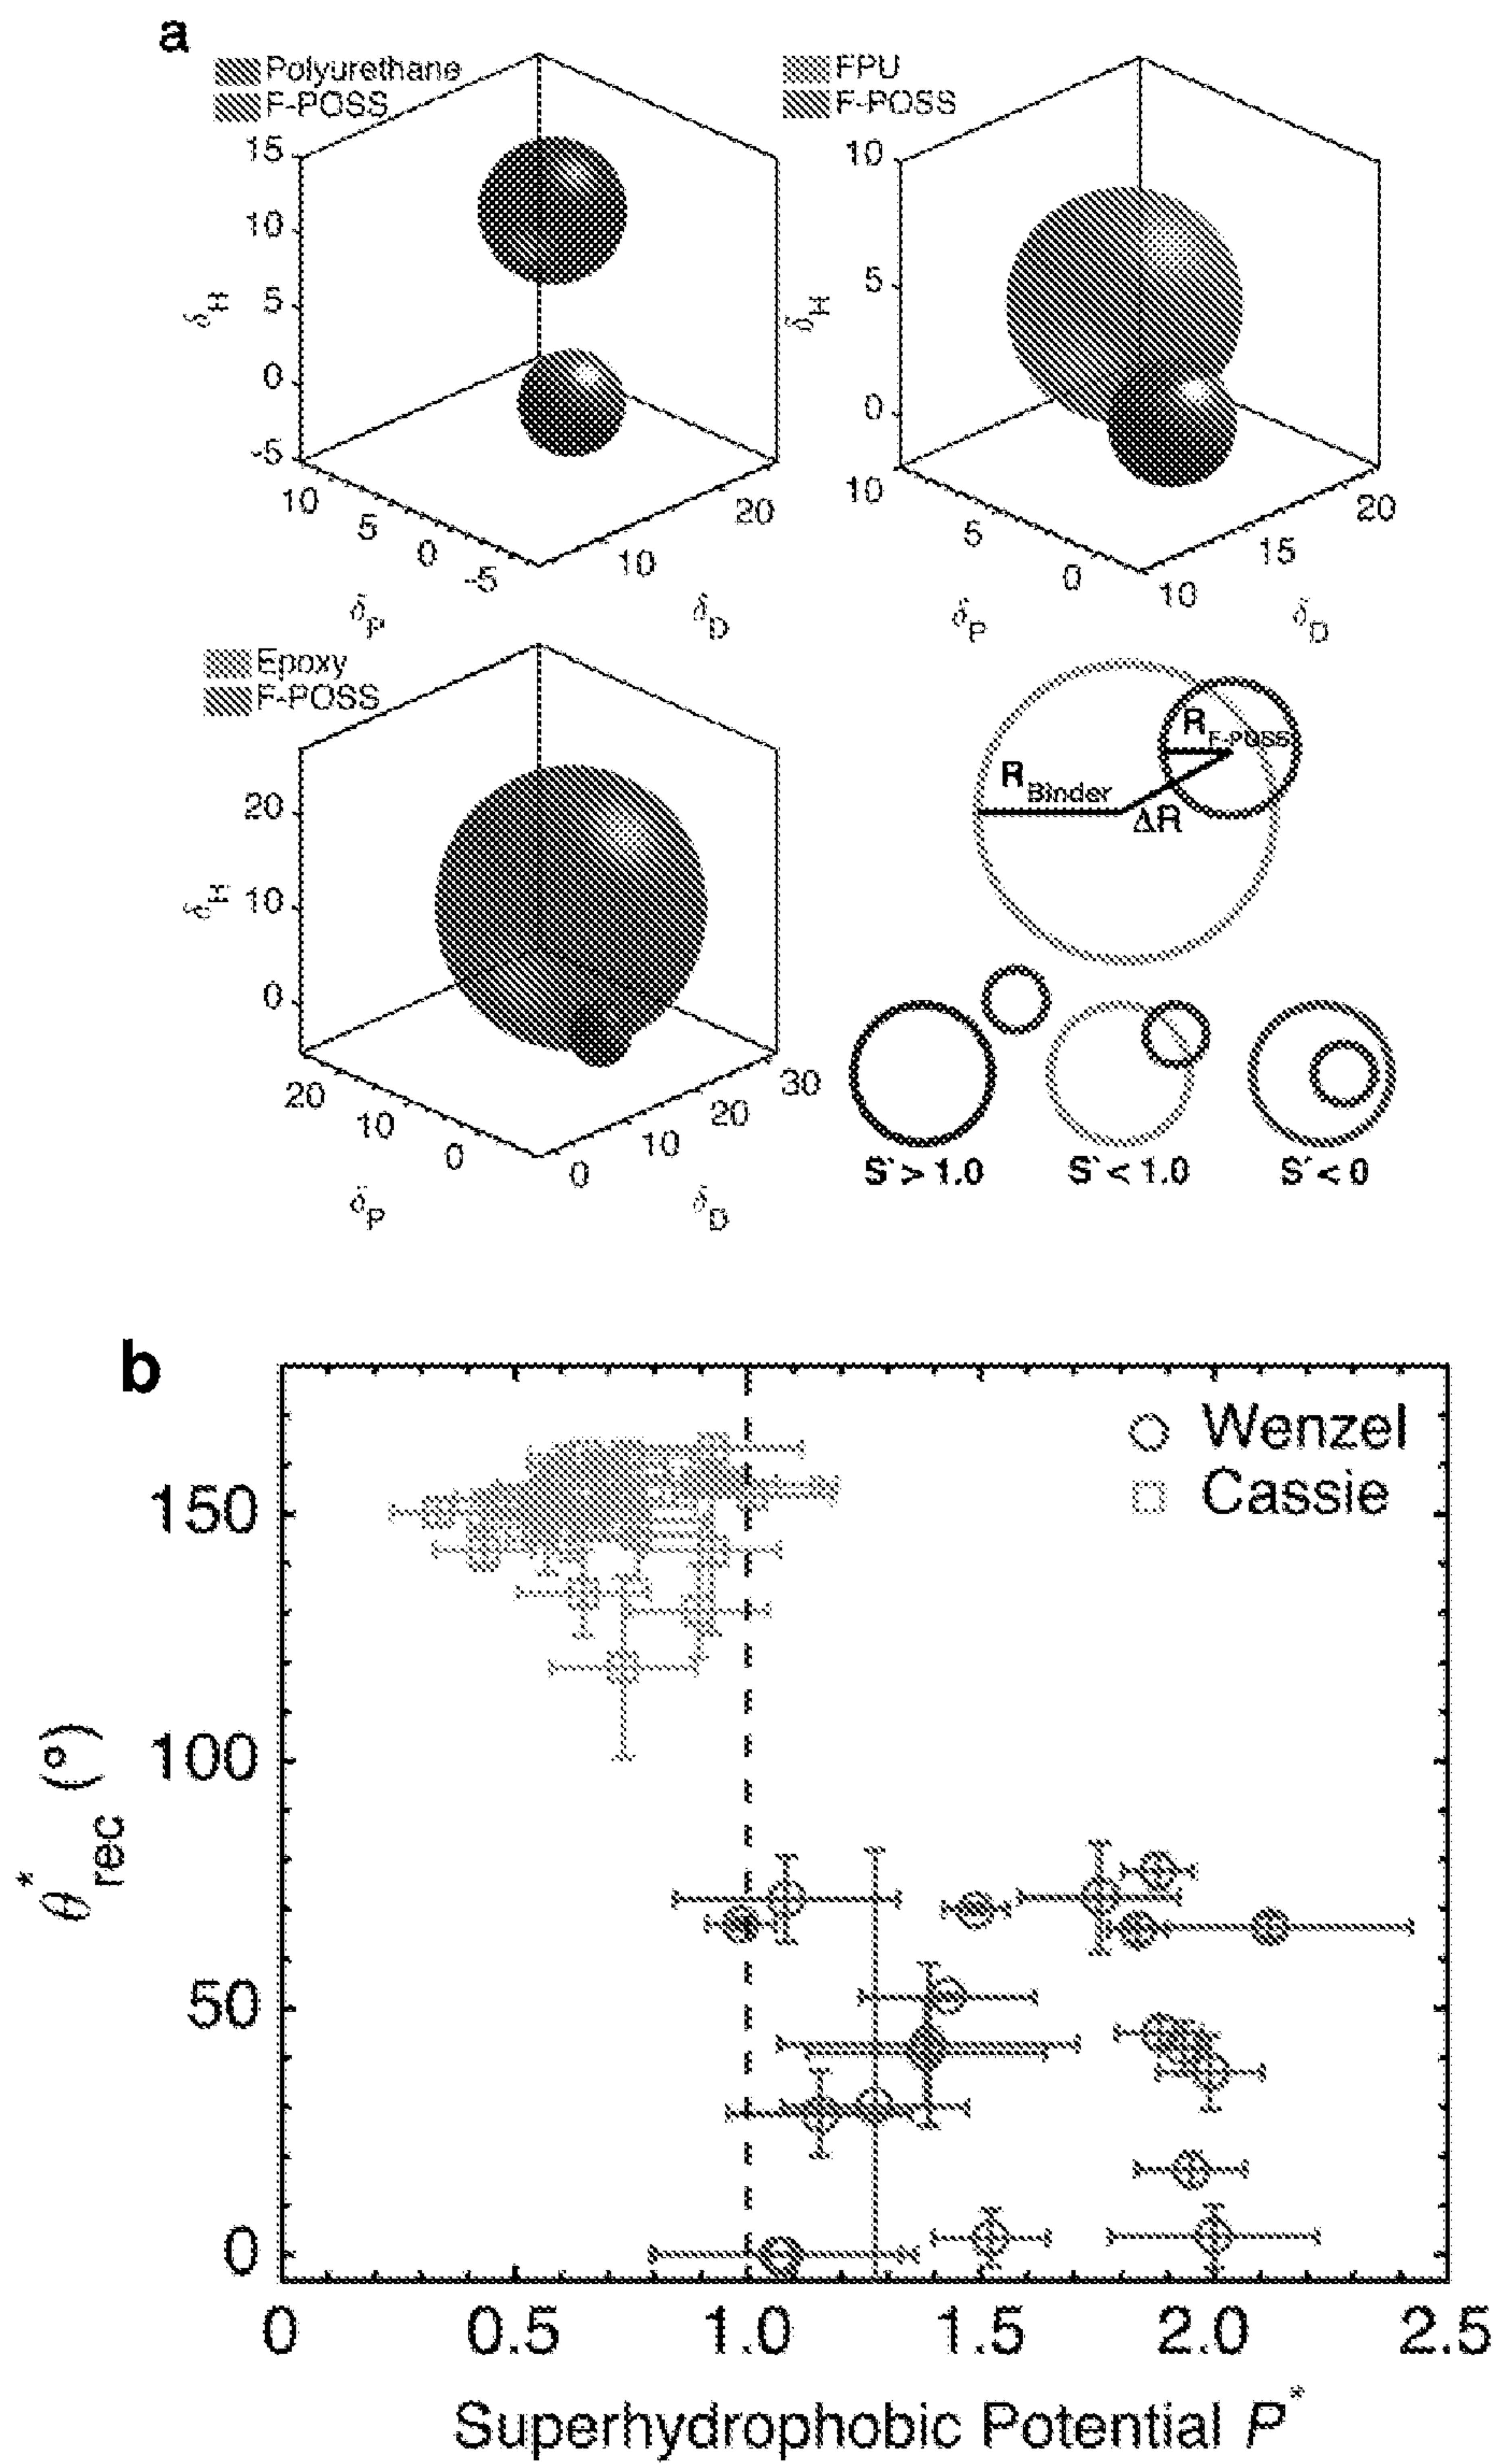 a
Polyurethane
F-POSS
15
10
5
0
-5
δH
10
5
0
-5
δP
10
20
δD
FPU
F-POSS
10
5
0
δH
10
5
0
δP
10
15
20
δD
Epoxy
F-POSS
20
10
0
δH
20
10
0
δP
0
10
20
30
δD
RF-POSS
RBinder
ΔR
S`> 1.0
S`< 1.0
S´< 0
b
Wenzel
Cassie
150
100
50
0
θ*rec (°)
0
0.5
1.0
1.5
2.0
2.5
Superhydrophobic Potential P*